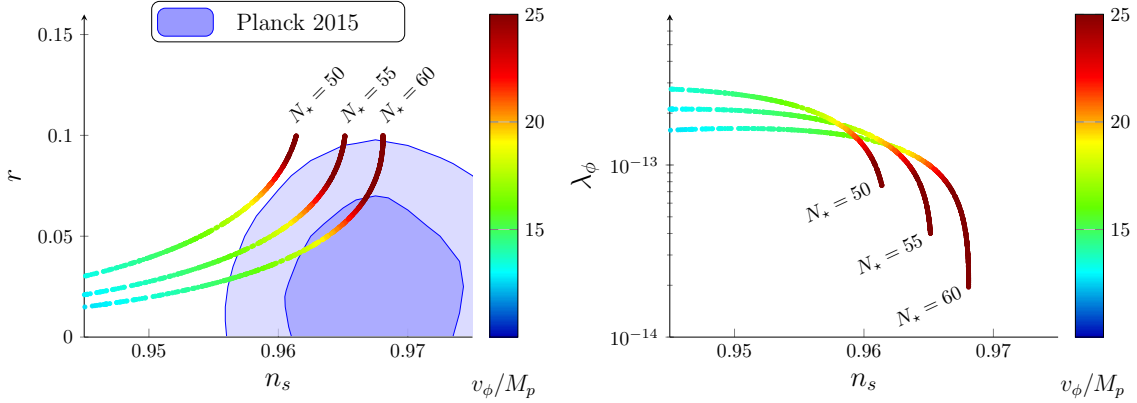 Planck 2015
0.15
0.1
0.05
0
r
N⋆ = 50
N⋆ = 55
N⋆ = 60
0.95
0.96
0.97
n_s
25
20
15
v_ϕ/M_p
λ_ϕ
10⁻¹³
10⁻¹⁴
N⋆ = 50
N⋆ = 55
N⋆ = 60
0.95
0.96
0.97
n_s
25
20
15
v_ϕ/M_p